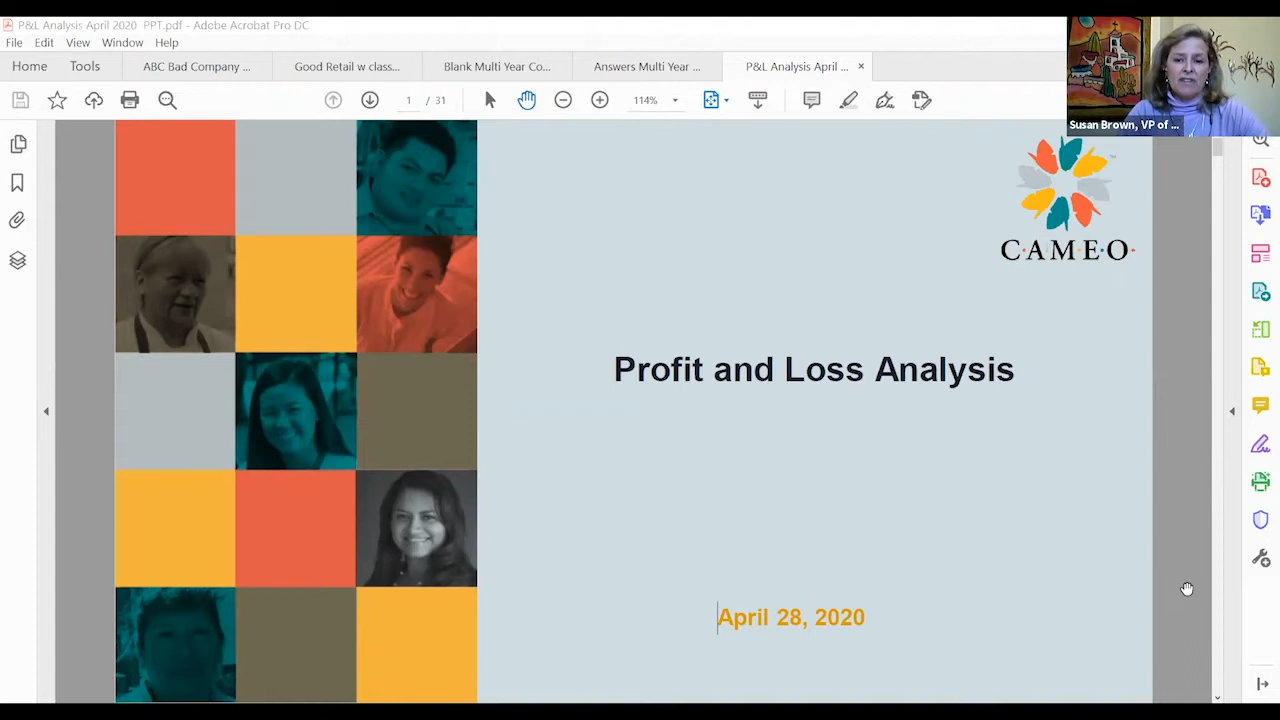 P&L Analysis April 2020 PPT.pdf - Adobe Acrobat Pro DC
File Edit View Window Help
Home Tools ABC Bad Company ... Good Retail w class... Blank Multi Year Co... Answers Multi Year ... P&L Analysis April ... ×
1 / 31 114%
Susan Brown, VP of ...
™
C·A·M·E·O·
Profit and Loss Analysis
April 28, 2020